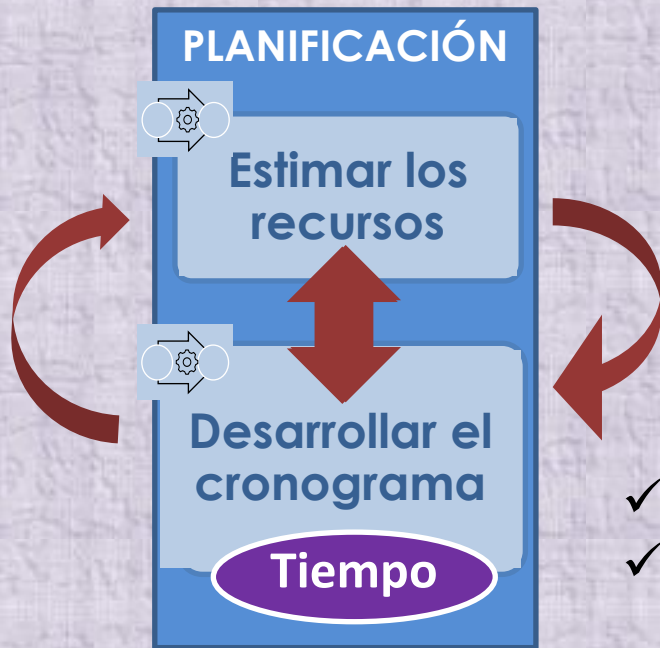 PLANIFICACIÓN
Estimar los
recursos
Desarrollar el
cronograma
Tiempo